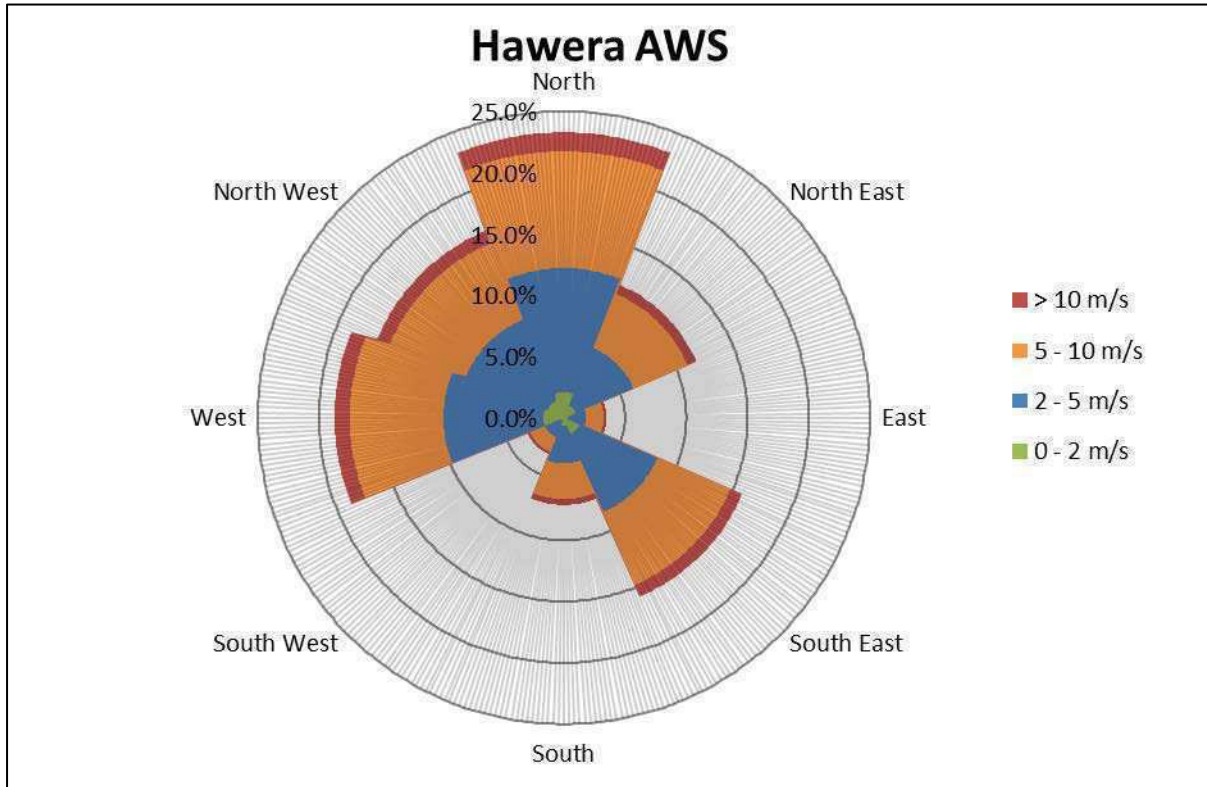 Hawera AWS
North
25.0%
20.0%
15.0%
10.0%
5.0%
0.0%
North West
North East
West
East
South West
South East
South
> 10 m/s
5 - 10 m/s
2 - 5 m/s
0 - 2 m/s